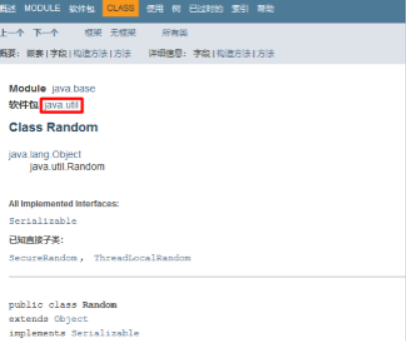 概述 MODULE 软件包 CLASS 使用 树 已过时的 索引 帮助
上一个 下一个 框架 无框架 所有类
概要: 嵌套 | 字段 | 构造方法 | 方法 详细信息: 字段 | 构造方法 | 方法
Module java.base
软件包 java.util
Class Random
java.lang.Object
java.util.Random
All Implemented Interfaces:
Serializable
已知直接子类:
SecureRandom , ThreadLocalRandom
public class Random
extends Object
implements Serializable